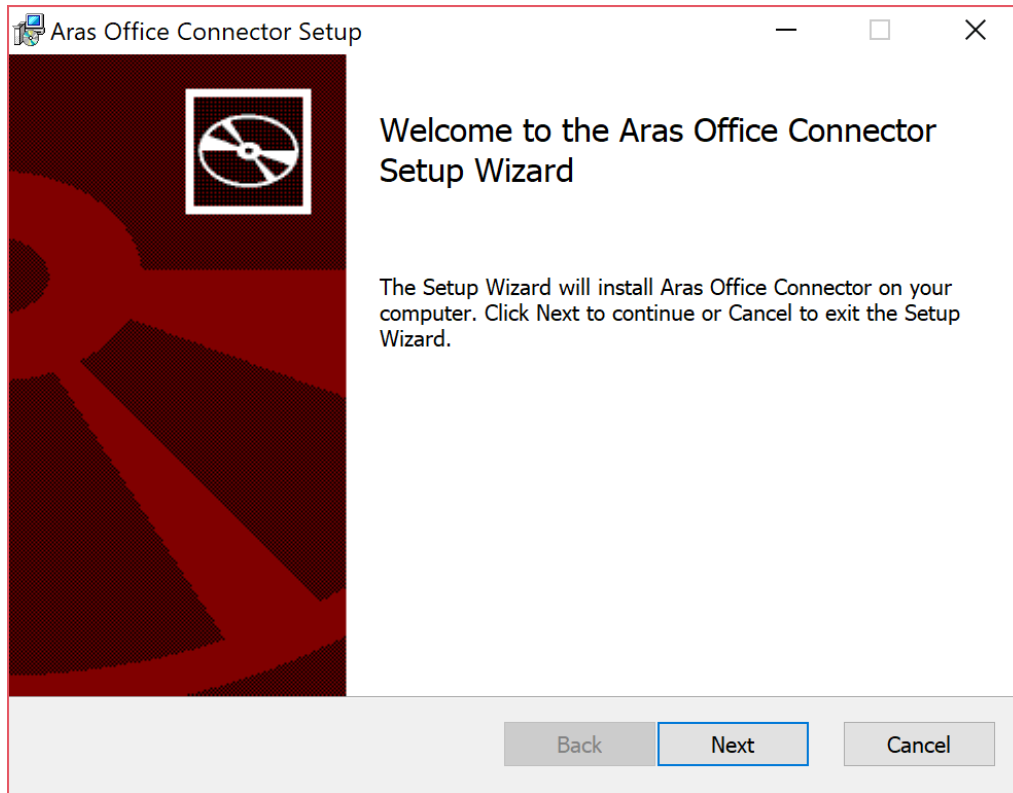 Aras Office Connector Setup
Welcome to the Aras Office Connector
Setup Wizard
The Setup Wizard will install Aras Office Connector on your
computer. Click Next to continue or Cancel to exit the Setup
Wizard.
Back
Next
Cancel